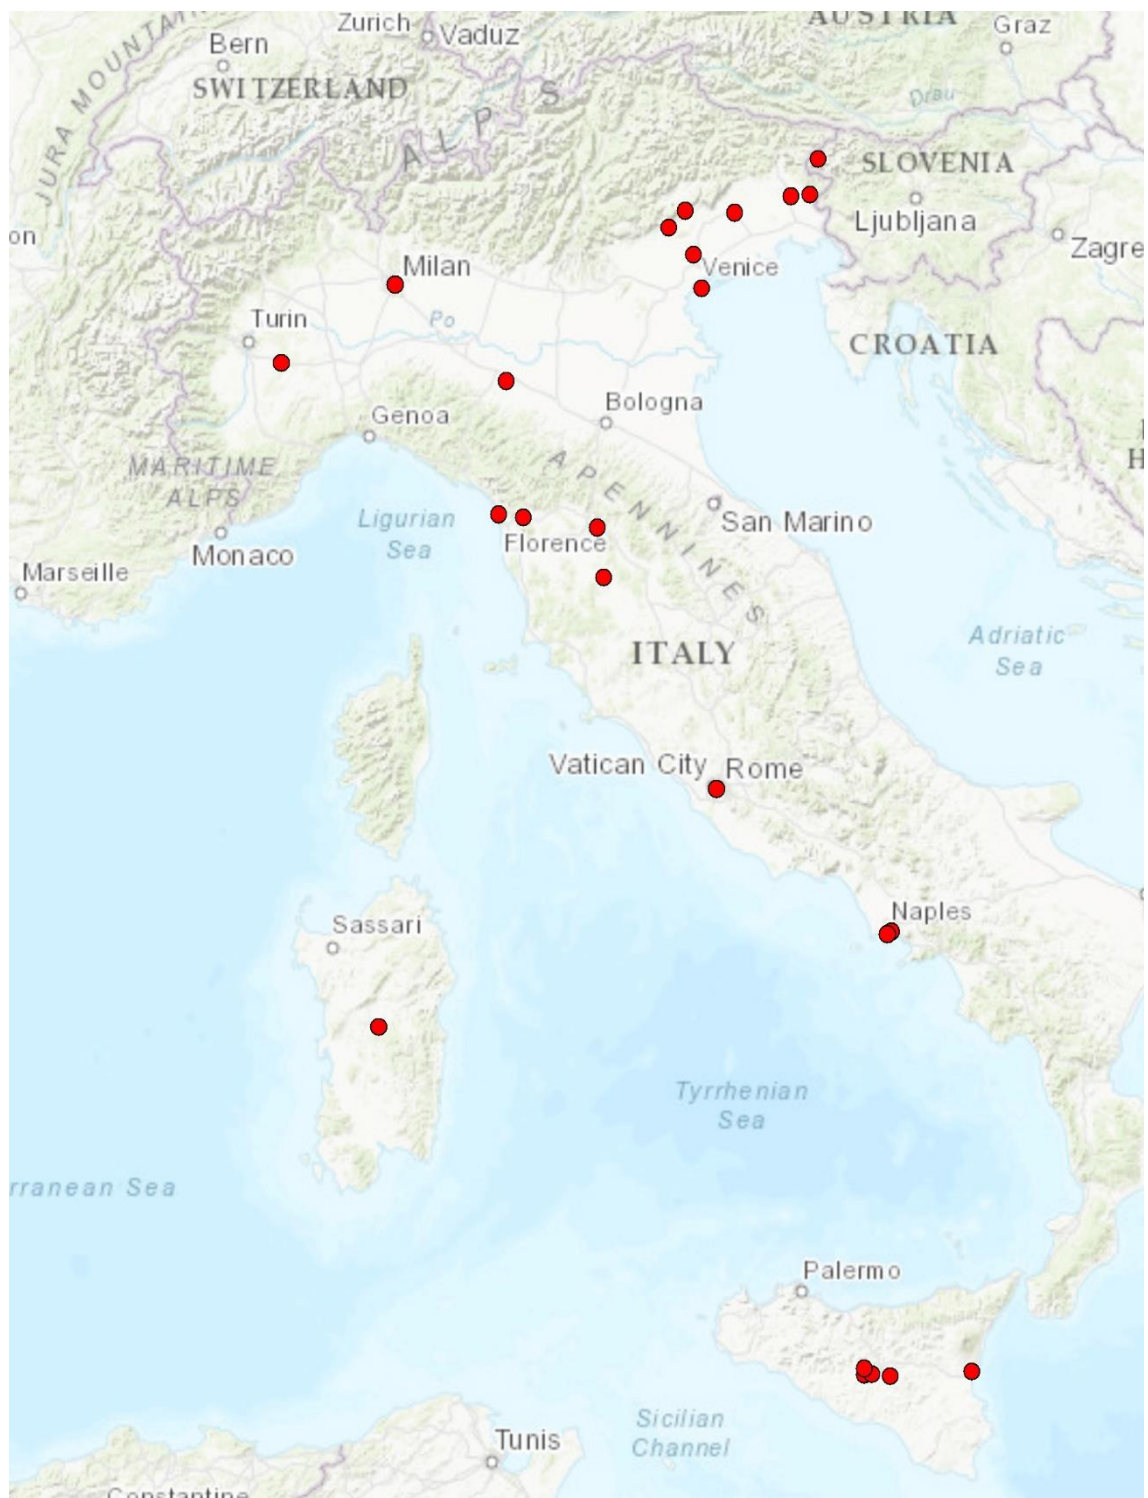 AUSTRIA
Zurich
Vaduz
Graz
Bern
JURA MOUNTAI
SWITZERLAND
ALPS
Drau
SLOVENIA
Ljubljana
on
Zagre
Milan
Venice
Turin
Po
CROATIA
Bologna
Genoa
H
MARITIME
ALPS
APENNINES
Ligurian
Sea
San Marino
Florence
Monaco
Marseille
Adriatic
Sea
ITALY
Vatican City
Rome
Naples
Sassari
Tyrrhenian
Sea
rranean Sea
Palermo
Sicilian
Channel
Tunis
Constantine